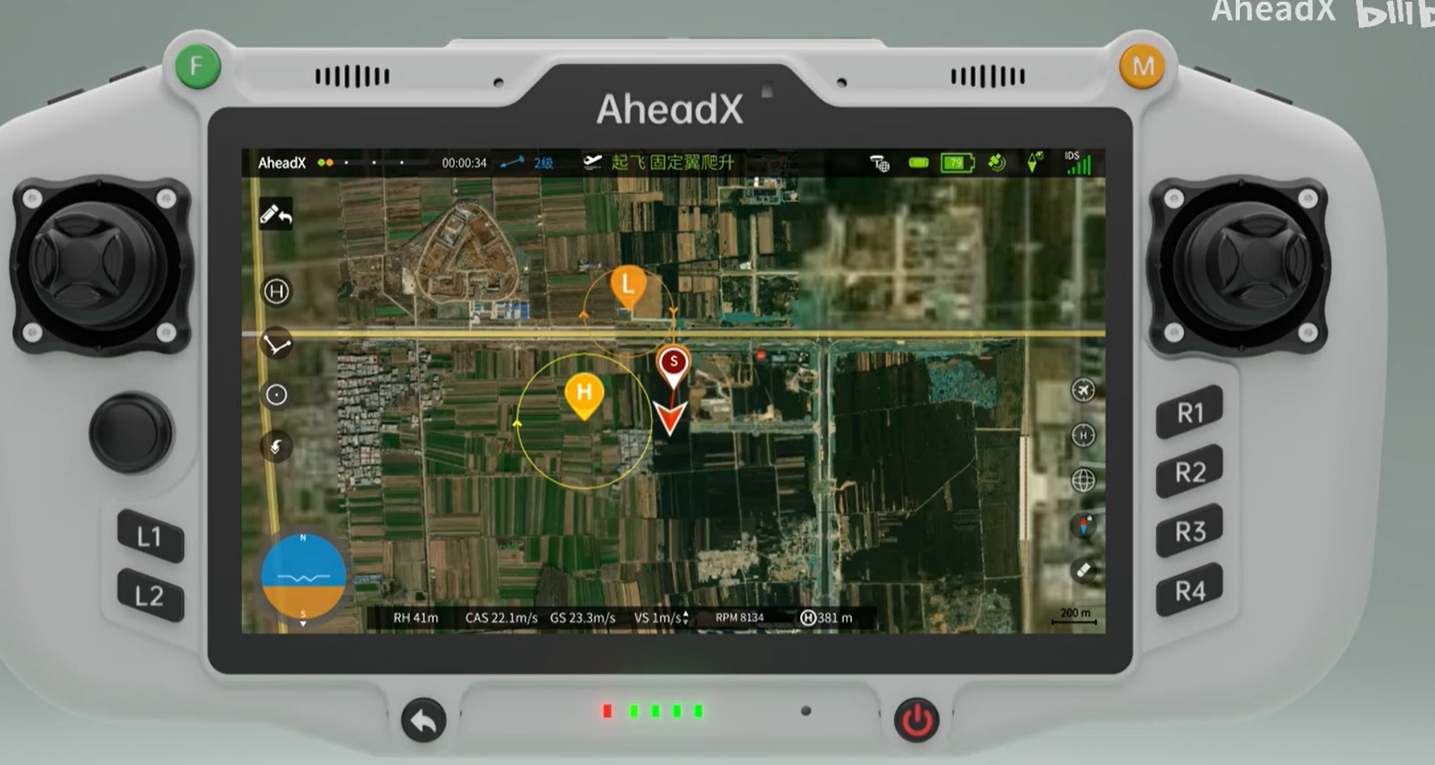 AheadX bilib
F
M
AheadX
AheadX 00:00:34 2级 起飞 固定翼爬升 79 IDS
H
L
S
H
H
R1
R2
R3
R4
L1
L2
N
S
RH 41m CAS 22.1m/s GS 23.3m/s VS 1m/s RPM 8134 H 381 m
200 m